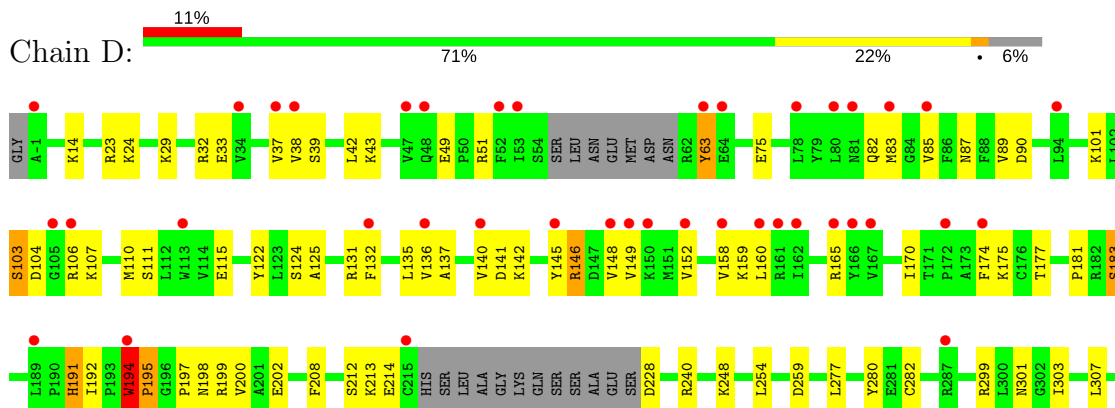 11%
Chain D:
71% 22% • 6%
GLY A-1 K14 R23 K24 K29 R32 E33 V34 V37 V38 S39 L42 K43 V47 Q48 E49 P50 R51 F52 I53 S54 SER LEU ASN GLU MET ASP ASN R62 Y63 E64 E75 L78 Y79 L80 N81 Q82 M83 G84 V85 F86 N87 F88 V89 D90 L94 K101 L102
S103 D104 G105 R106 K107 M110 S111 L112 W113 V114 E115 Y122 L123 S124 A125 R131 F132 L135 V136 A137 V140 D141 K142 Y145 R146 D147 V148 V149 K150 M151 V152 V158 K159 L160 R161 A162 R165 Y166 V167 I170 T171 P172 A173 F174 K175 C176 T177 P181 R182 S183
L189 P190 H191 I192 P193 W194 P195 G196 P197 N198 R199 V200 A201 E202 F208 S212 K213 E214 C215 HIS SER LEU ALA GLY LYS GLN SER SER ALA GLU SER D228 R240 K248 L254 D259 L277 Y280 E281 C282 R287 R299 L300 N301 G302 I303 L307